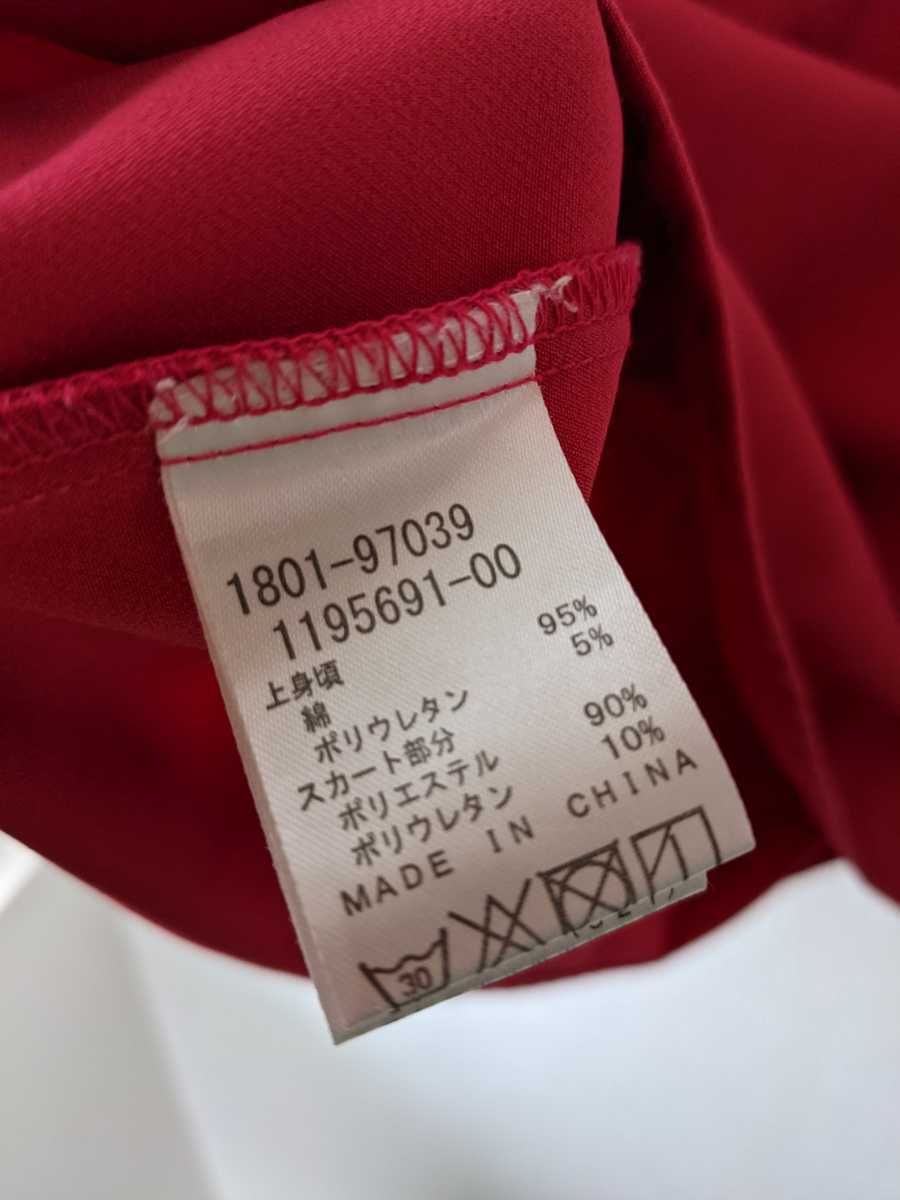 1801-97039
1195691-00
上身頃
綿 95%
ポリウレタン 5%
スカート部分
ポリエステル 90%
ポリウレタン 10%
MADE IN CHINA
30